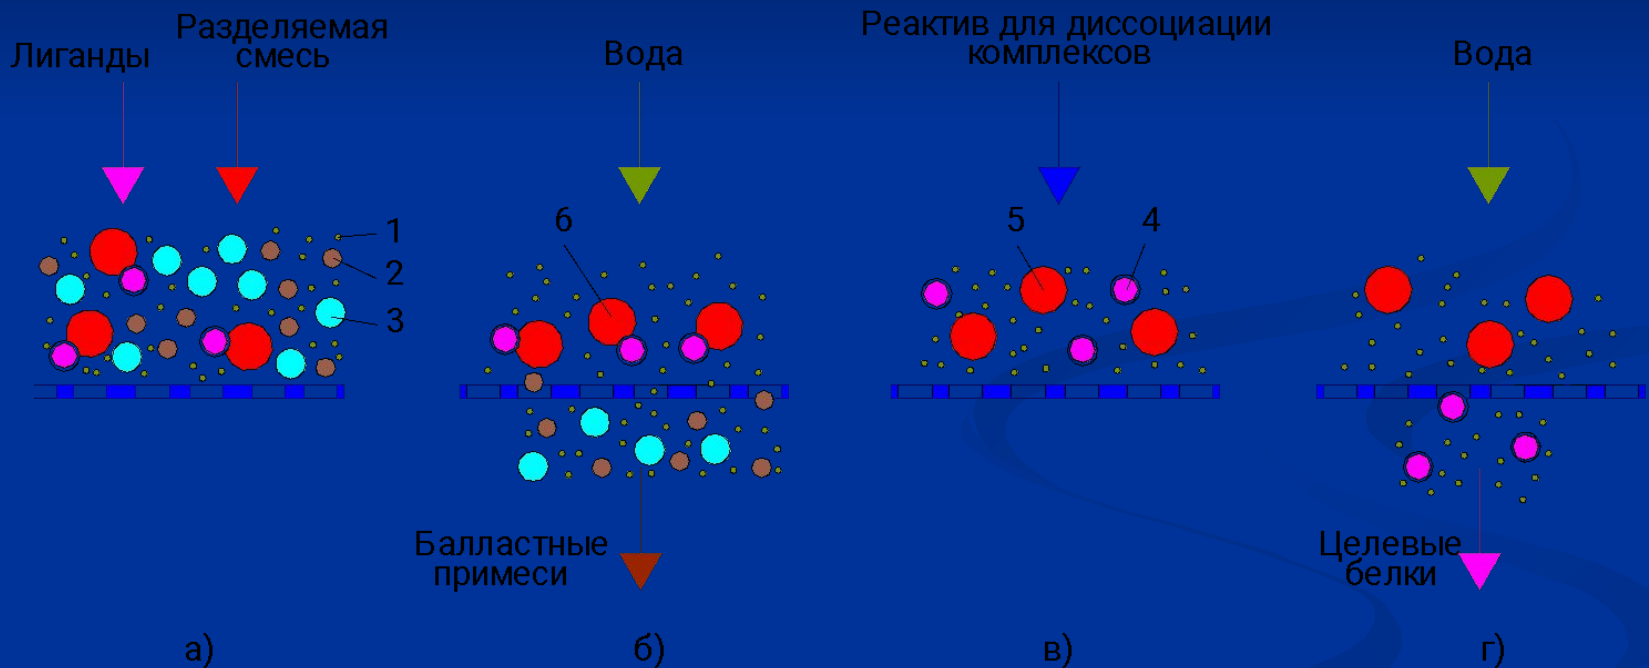 Лиганды
Разделяемая
смесь
Вода
Реактив для диссоциации
комплексов
Вода
1
2
3
6
5
4
Балластные
примеси
Целевые
белки
а)
б)
в)
г)